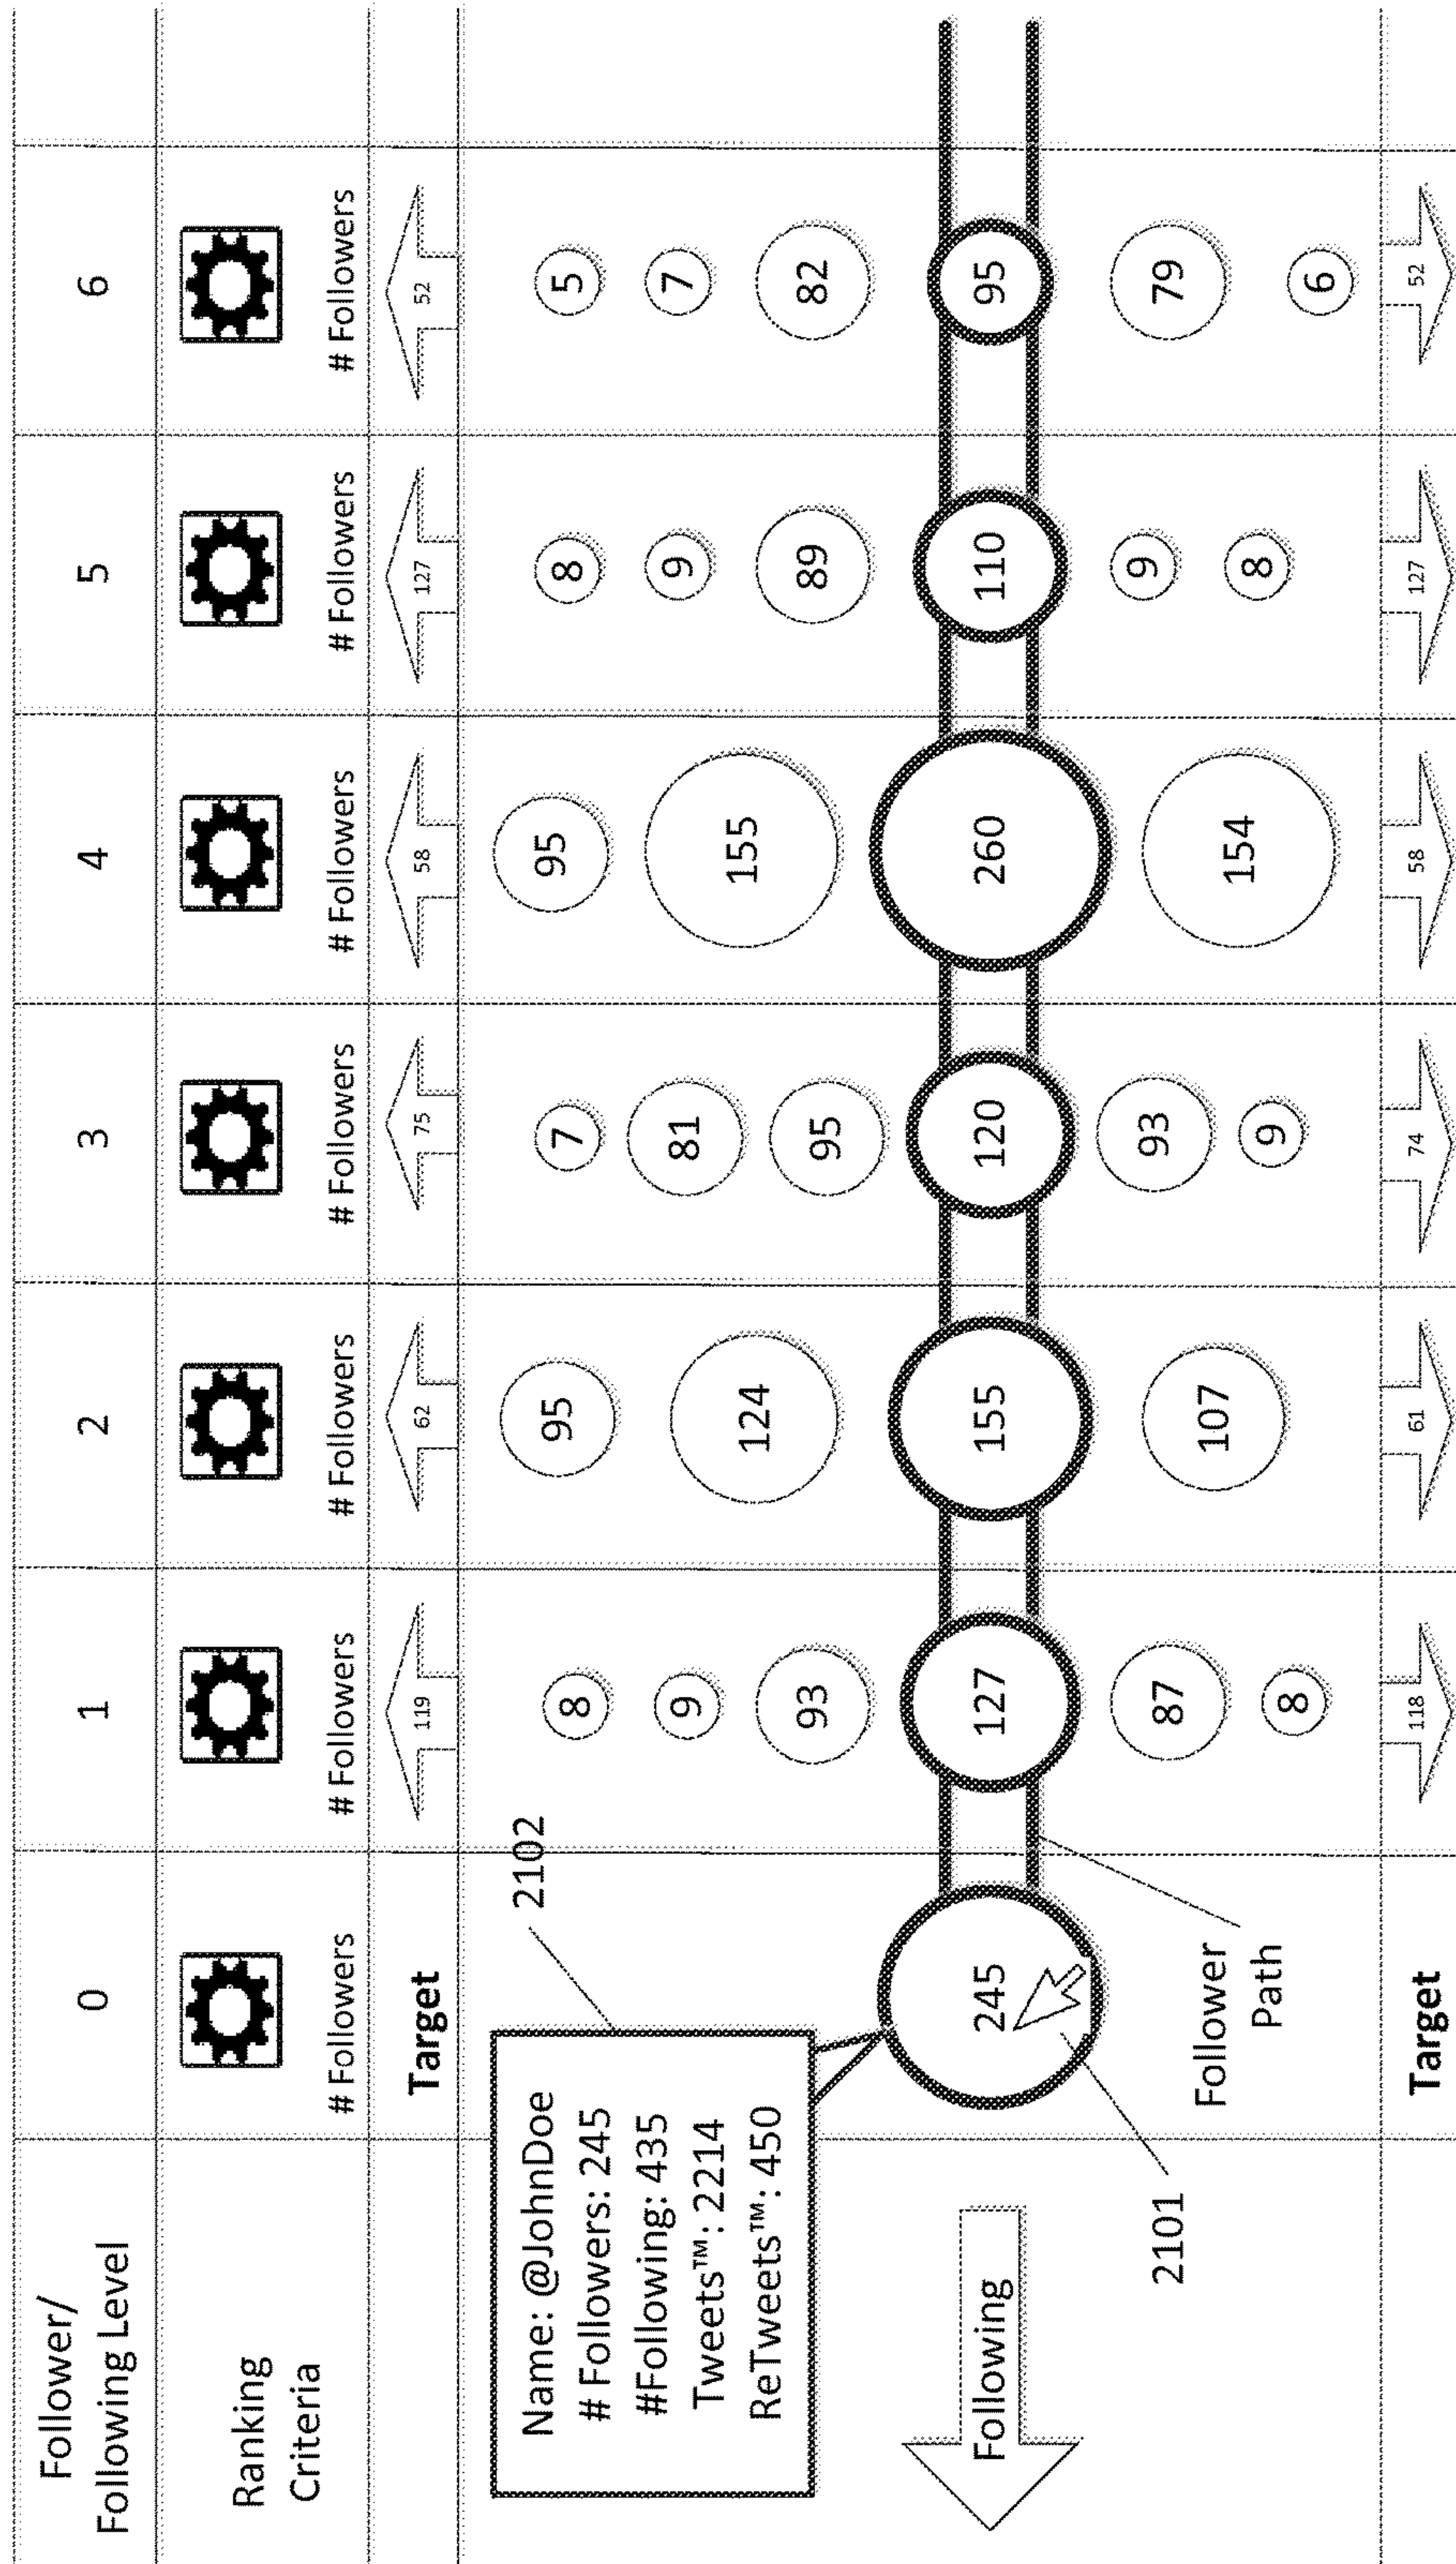 Follower/
Following Level
0
1
2
3
4
5
6
Ranking
Criteria
# Followers
# Followers
# Followers
# Followers
# Followers
# Followers
# Followers
Target
119
62
75
58
127
52
Name: @JohnDoe
# Followers: 245
#Following: 435
Tweets™: 2214
ReTweets™: 450
2102
8
95
7
95
8
5
9
124
81
155
9
7
93
95
89
82
Following
245
127
155
120
260
110
95
2101
Follower
Path
87
107
93
154
9
79
8
9
8
6
Target
118
61
74
58
127
52